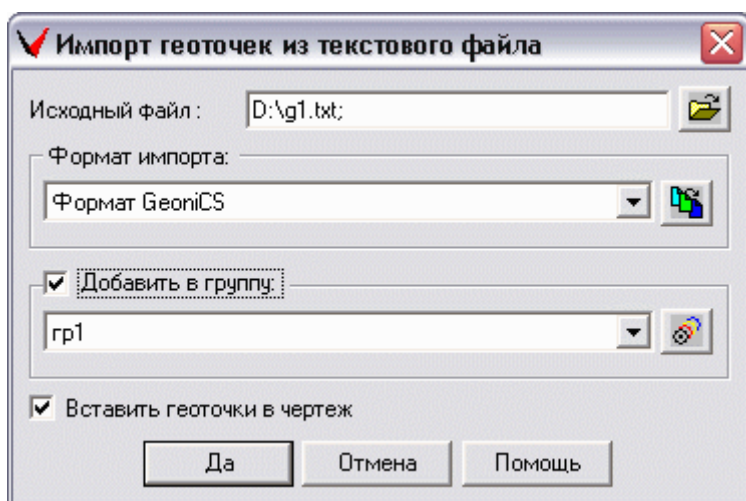 Импорт геоточек из текстового файла
Исходный файл : D:\g1.txt;
Формат импорта:
Формат GeoniCS
Добавить в группу:
гр1
Вставить геоточки в чертеж
Да Отмена Помощь